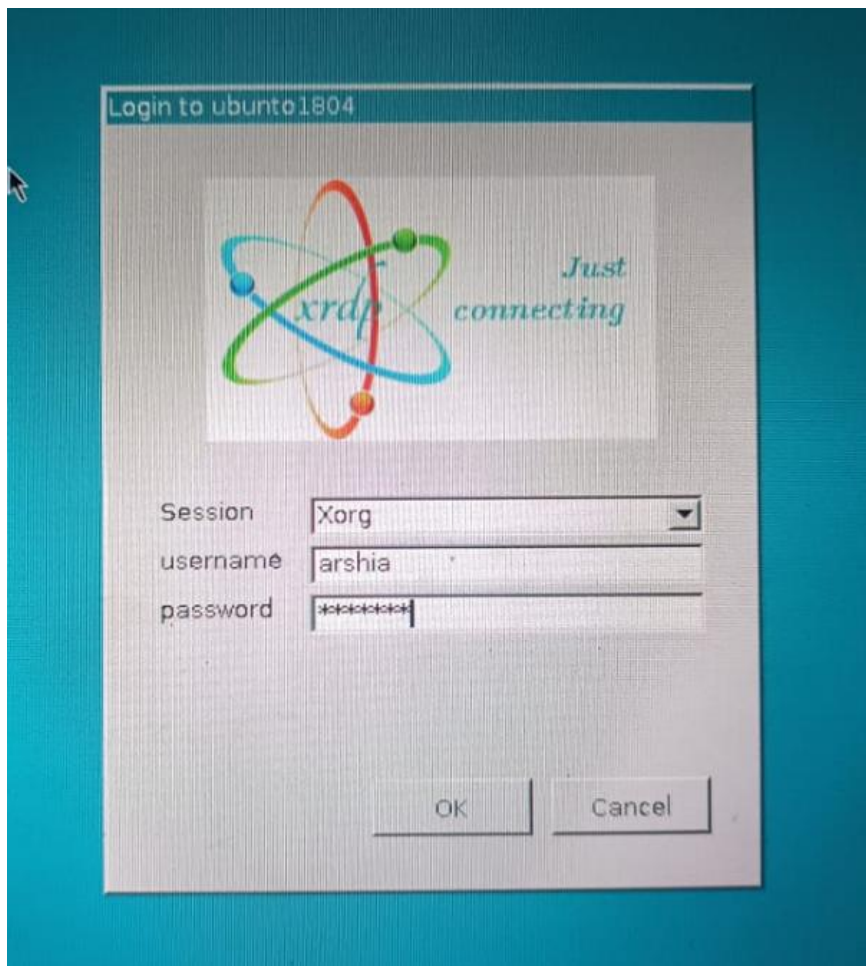 Login to ubunto1804
xrdp
Just
connecting
Session Xorg
username arshia
password ********
OK Cancel